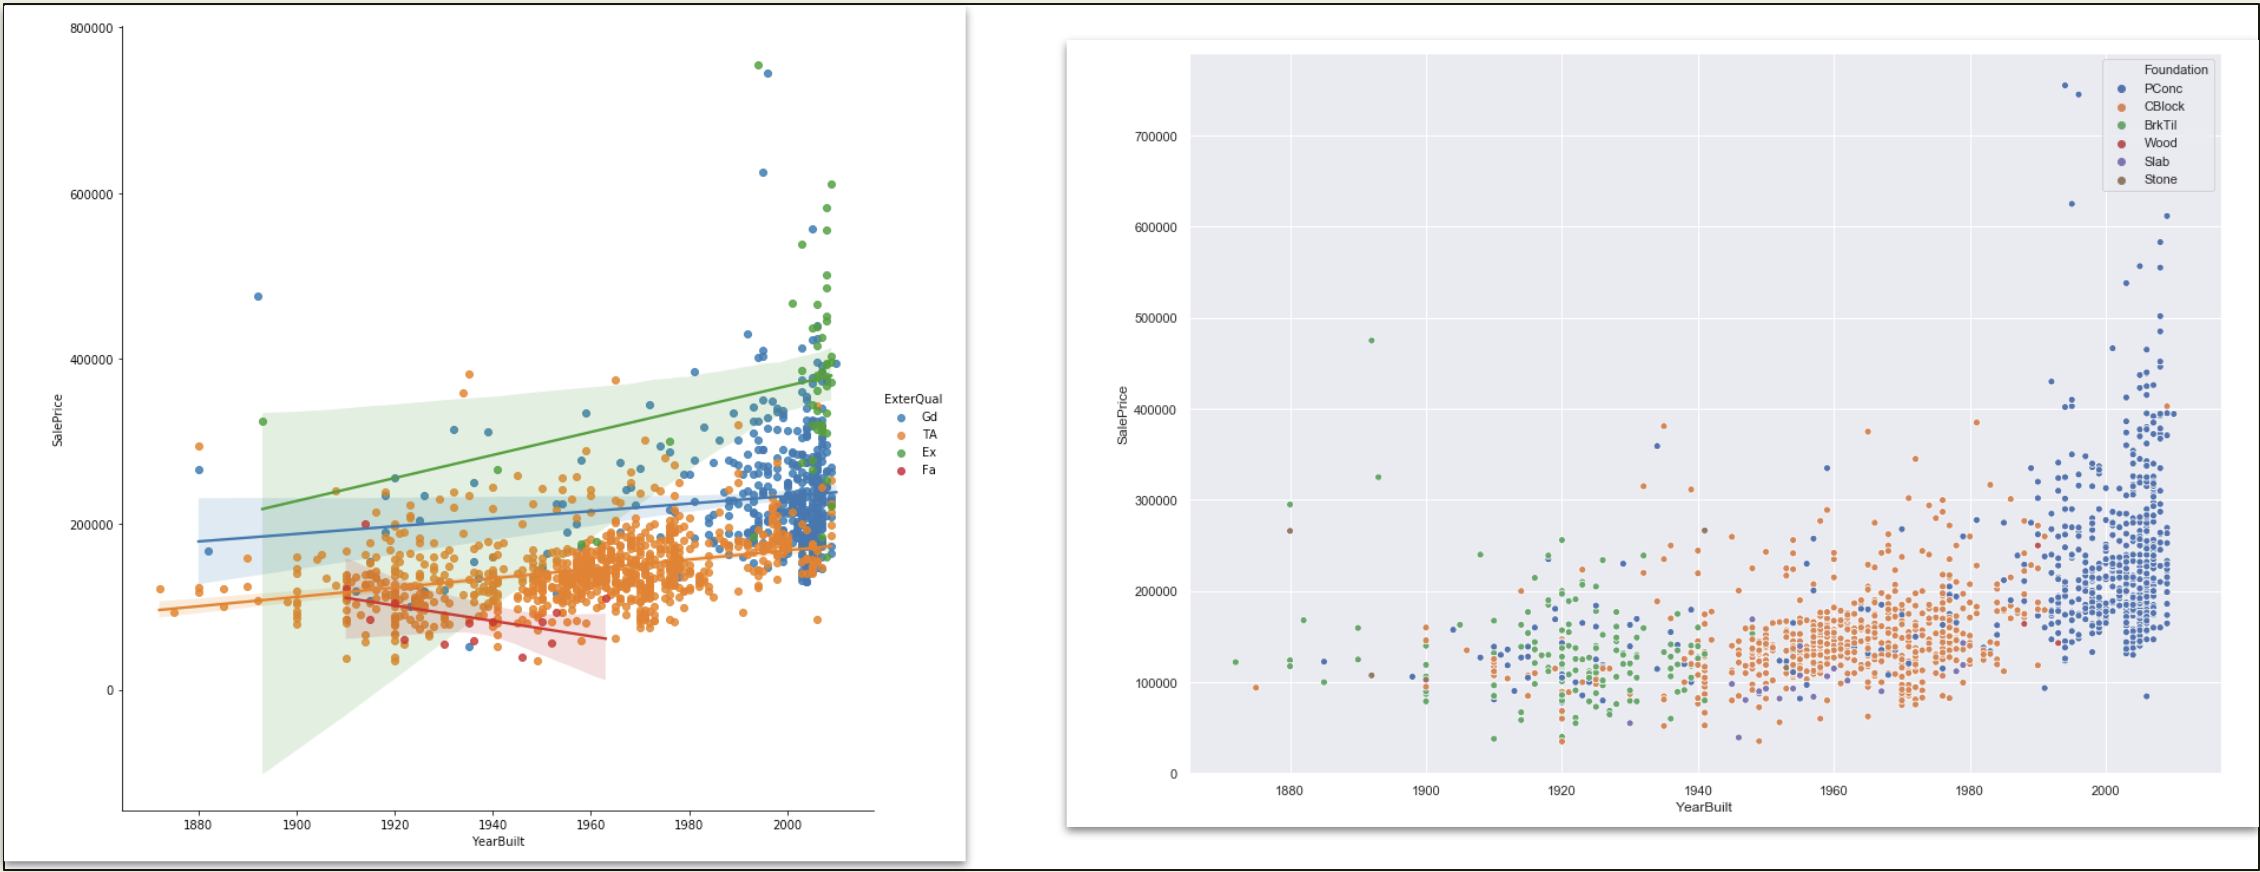 800000
600000
400000
200000
0
SalePrice
1880 1900 1920 1940 1960 1980 2000
YearBuilt
ExterQual
Gd
TA
Ex
Fa
700000
600000
500000
400000
300000
200000
100000
0
SalePrice
1880 1900 1920 1940 1960 1980 2000
YearBuilt
Foundation
PConc
CBlock
BrkTil
Wood
Slab
Stone